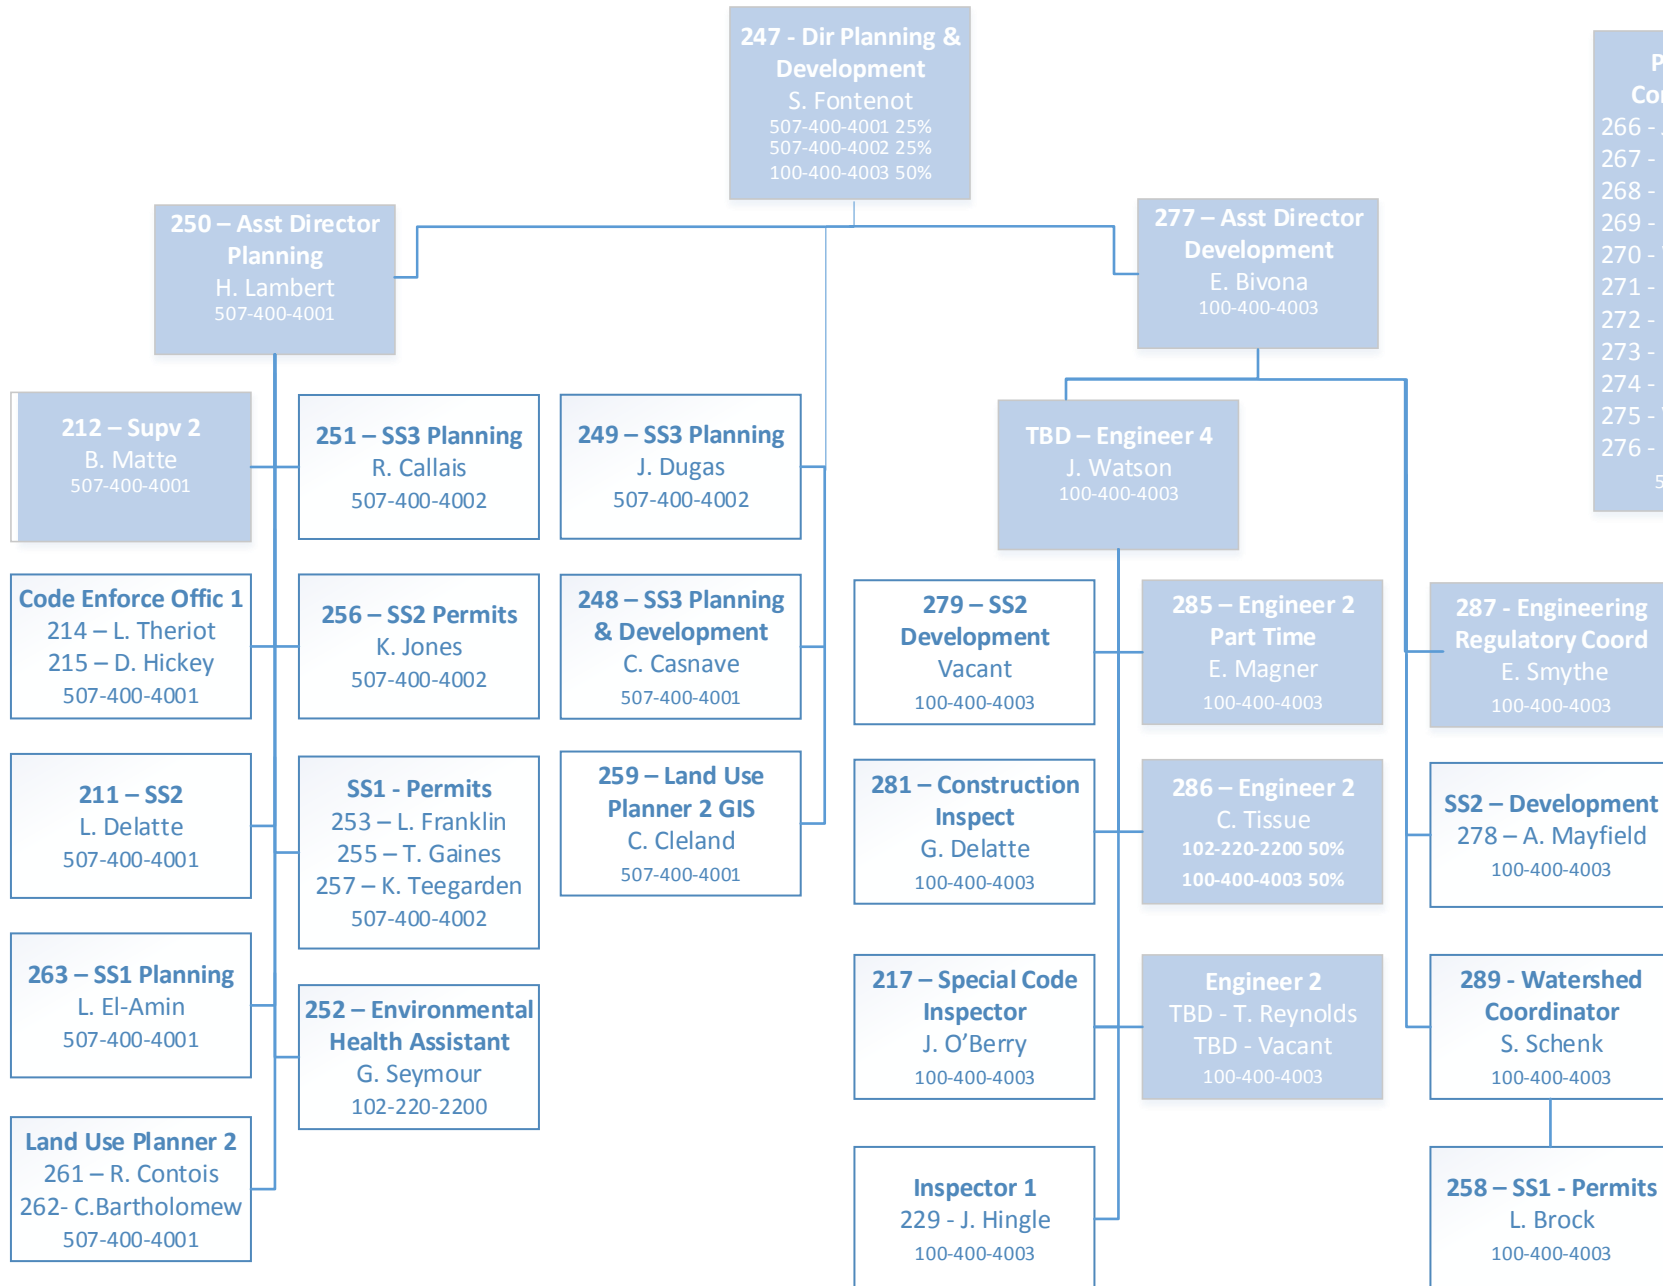 247 - Dir Planning &
Development
S. Fontenot
507-400-4001 25%
507-400-4002 25%
100-400-4003 50%
250 – Asst Director
Planning
H. Lambert
507-400-4001
277 – Asst Director
Development
E. Bivona
100-400-4003
266 -
267 -
268 -
269 -
270 -
271 -
272 -
273 -
274 -
275 -
276 -
212 – Supv 2
B. Matte
507-400-4001
251 – SS3 Planning
R. Callais
507-400-4002
249 – SS3 Planning
J. Dugas
507-400-4002
TBD – Engineer 4
J. Watson
100-400-4003
Code Enforce Offic 1
214 – L. Theriot
215 – D. Hickey
507-400-4001
256 – SS2 Permits
K. Jones
507-400-4002
248 – SS3 Planning
& Development
C. Casnave
507-400-4001
279 – SS2
Development
Vacant
100-400-4003
285 – Engineer 2
Part Time
E. Magner
100-400-4003
287 - Engineering
Regulatory Coord
E. Smythe
100-400-4003
211 – SS2
L. Delatte
507-400-4001
SS1 - Permits
253 – L. Franklin
255 – T. Gaines
257 – K. Teegarden
507-400-4002
259 – Land Use
Planner 2 GIS
C. Cleland
507-400-4001
281 – Construction
Inspect
G. Delatte
100-400-4003
286 – Engineer 2
C. Tissue
102-220-2200 50%
100-400-4003 50%
SS2 – Development
278 – A. Mayfield
100-400-4003
263 – SS1 Planning
L. El-Amin
507-400-4001
252 – Environmental
Health Assistant
G. Seymour
102-220-2200
217 – Special Code
Inspector
J. O’Berry
100-400-4003
Engineer 2
TBD - T. Reynolds
TBD - Vacant
100-400-4003
289 - Watershed
Coordinator
S. Schenk
100-400-4003
Land Use Planner 2
261 – R. Contois
262- C.Bartholomew
507-400-4001
Inspector 1
229 - J. Hingle
100-400-4003
258 – SS1 - Permits
L. Brock
100-400-4003